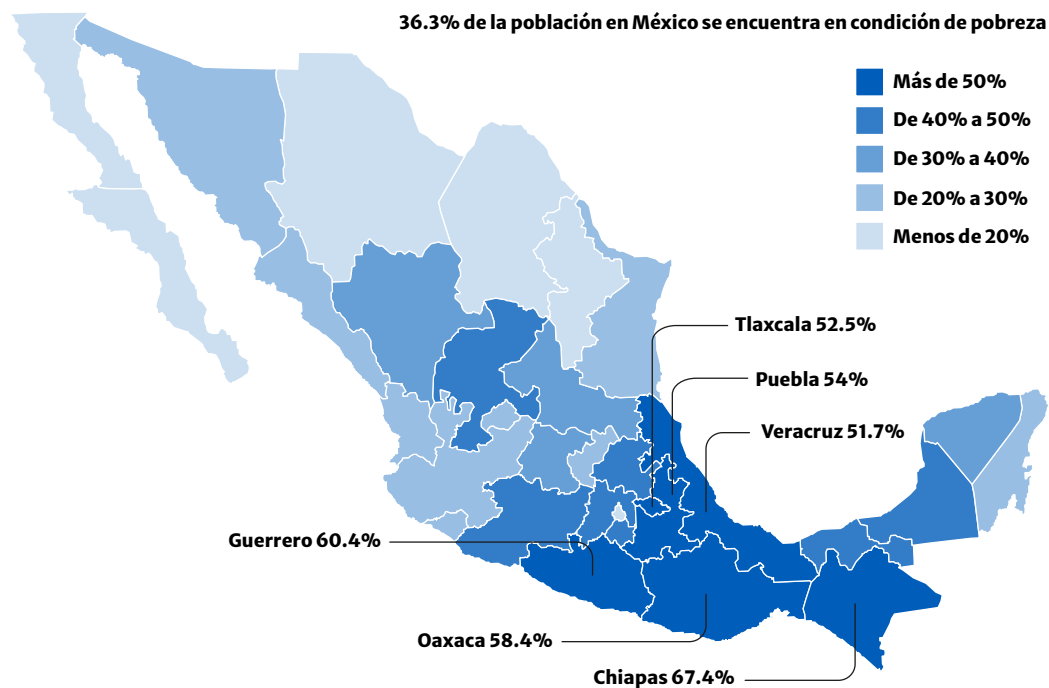 36.3% de la población en México se encuentra en condición de pobreza
Más de 50%
De 40% a 50%
De 30% a 40%
De 20% a 30%
Menos de 20%
Tlaxcala 52.5%
Puebla 54%
Veracruz 51.7%
Guerrero 60.4%
Oaxaca 58.4%
Chiapas 67.4%